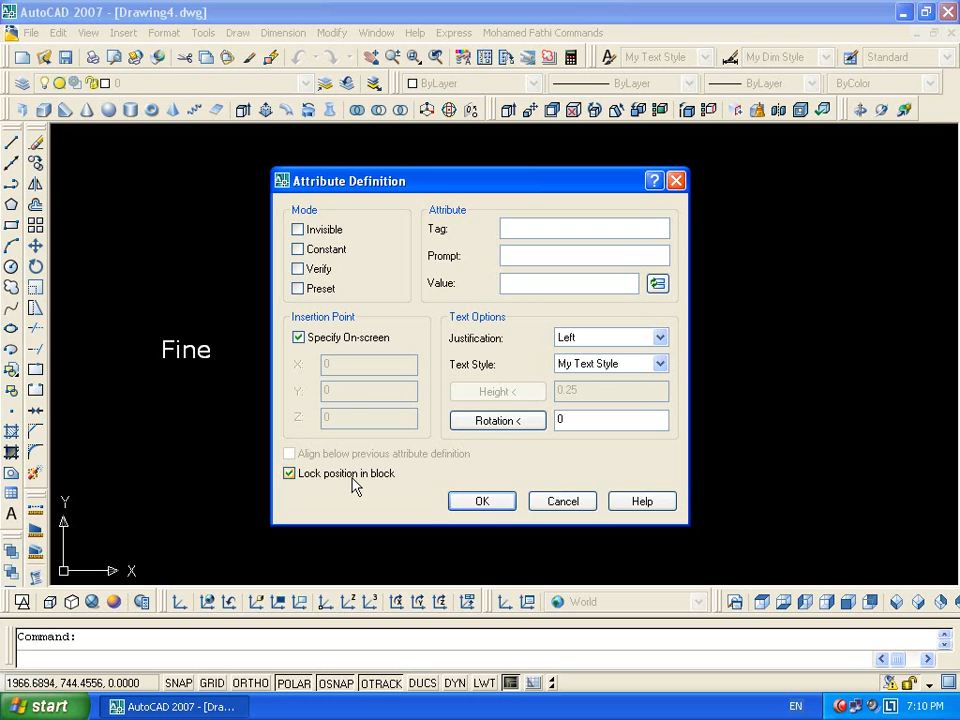 AutoCAD 2007 - [Drawing4.dwg]
File Edit View Insert Format Tools Draw Dimension Modify Window Help Express Mohamed Fathi Commands
My Text Style My Dim Style Standard
0 ByLayer ByLayer ByLayer ByColor
Attribute Definition
Mode
Invisible
Constant
Verify
Preset
Attribute
Tag:
Prompt:
Value:
Insertion Point
Specify On-screen
X: 0
Y: 0
Z: 0
Text Options
Justification: Left
Text Style: My Text Style
Height < 0.25
Rotation < 0
Align below previous attribute definition
Lock position in block
OK Cancel Help
Fine
Y
X
World
Command:
1966.6894, 744.4556, 0.0000 SNAP GRID ORTHO POLAR OSNAP OTRACK DUCS DYN LWT
start AutoCAD 2007 - [Dra... EN 7:10 PM